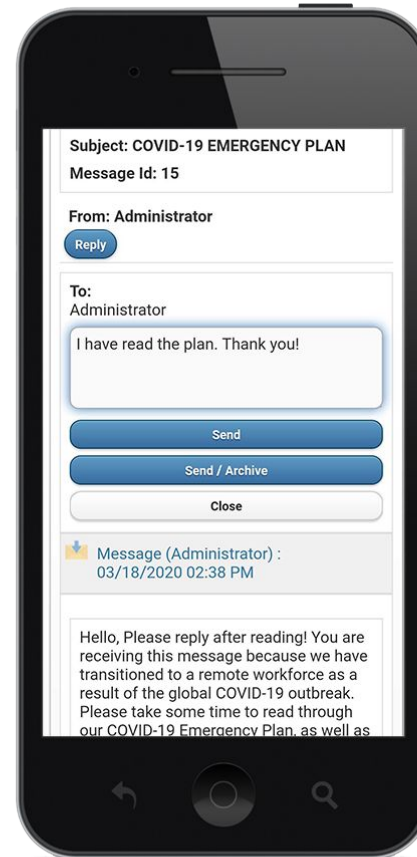 Subject: COVID-19 EMERGENCY PLAN
Message Id: 15
From: Administrator
Reply
To:
Administrator
I have read the plan. Thank you!
Send
Send / Archive
Close
Message (Administrator) :
03/18/2020 02:38 PM
Hello, Please reply after reading! You are
receiving this message because we have
transitioned to a remote workforce as a
result of the global COVID-19 outbreak.
Please take some time to read through
our COVID-19 Emergency Plan, as well as